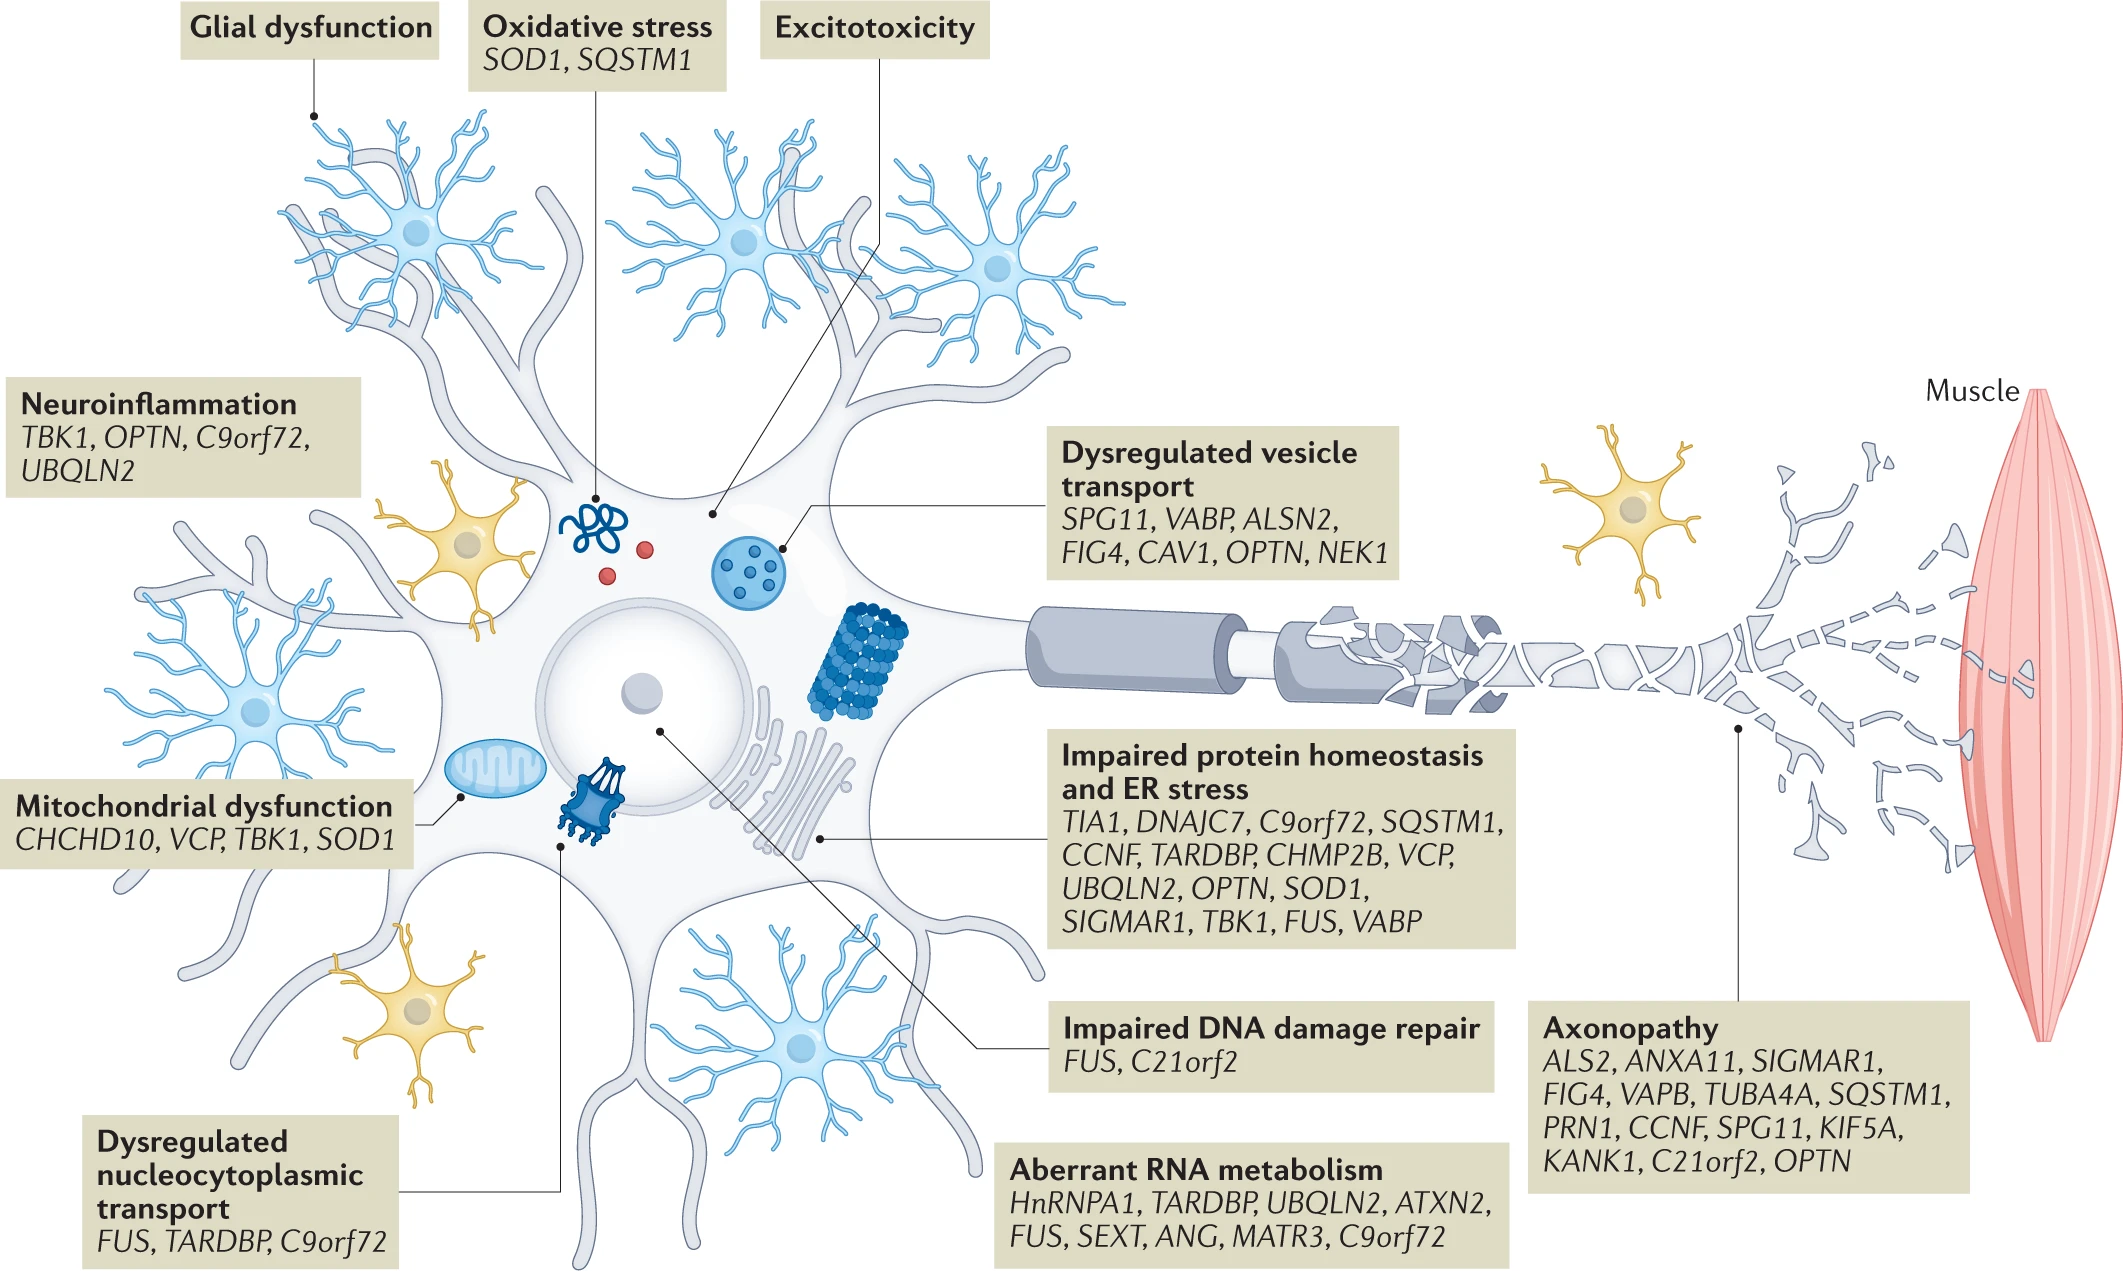 Glial dysfunction
Oxidative stress
SOD1, SQSTM1
Excitotoxicity
Neuroinflammation
TBK1, OPTN, C9orf72,
UBQLN2
Muscle
Dysregulated vesicle
transport
SPG11, VABP, ALSN2,
FIG4, CAV1, OPTN, NEK1
Mitochondrial dysfunction
CHCHD10, VCP, TBK1, SOD1
Impaired protein homeostasis
and ER stress
TIA1, DNAJC7, C9orf72, SQSTM1,
CCNF, TARDBP, CHMP2B, VCP,
UBQLN2, OPTN, SOD1,
SIGMAR1, TBK1, FUS, VABP
Impaired DNA damage repair
FUS, C21orf2
Axonopathy
ALS2, ANXA11, SIGMAR1,
FIG4, VAPB, TUBA4A, SQSTM1,
PRN1, CCNF, SPG11, KIF5A,
KANK1, C21orf2, OPTN
Dysregulated
nucleocytoplasmic
transport
FUS, TARDBP, C9orf72
Aberrant RNA metabolism
HnRNPA1, TARDBP, UBQLN2, ATXN2,
FUS, SEXT, ANG, MATR3, C9orf72